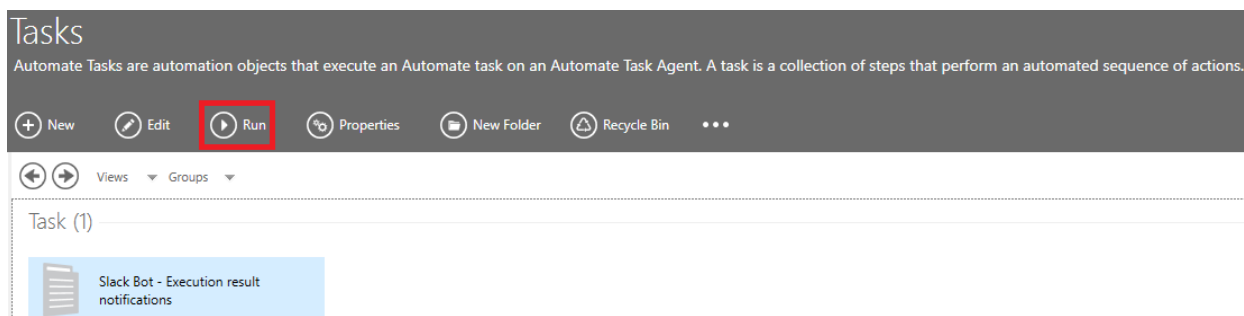 Tasks
Automate Tasks are automation objects that execute an Automate task on an Automate Task Agent. A task is a collection of steps that perform an automated sequence of actions.
New Edit Run Properties New Folder Recycle Bin
Views Groups
Task (1)
Slack Bot - Execution result
notifications